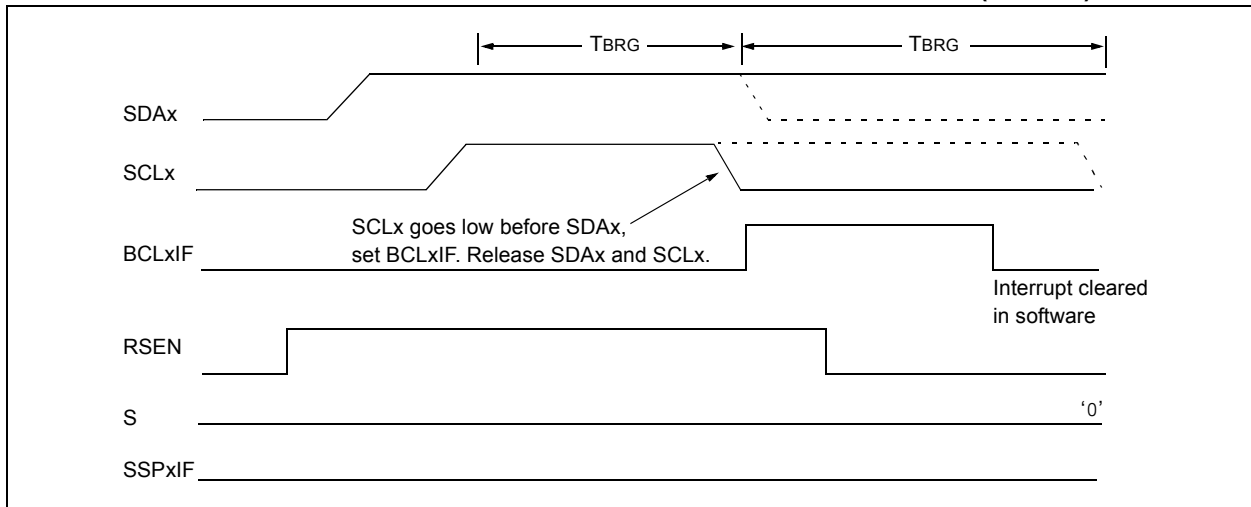 TBRG
TBRG
SDAx
SCLx
SCLx goes low before SDAx,
set BCLxIF. Release SDAx and SCLx.
BCLxIF
Interrupt cleared
in software
RSEN
S
‘0’
SSPxIF